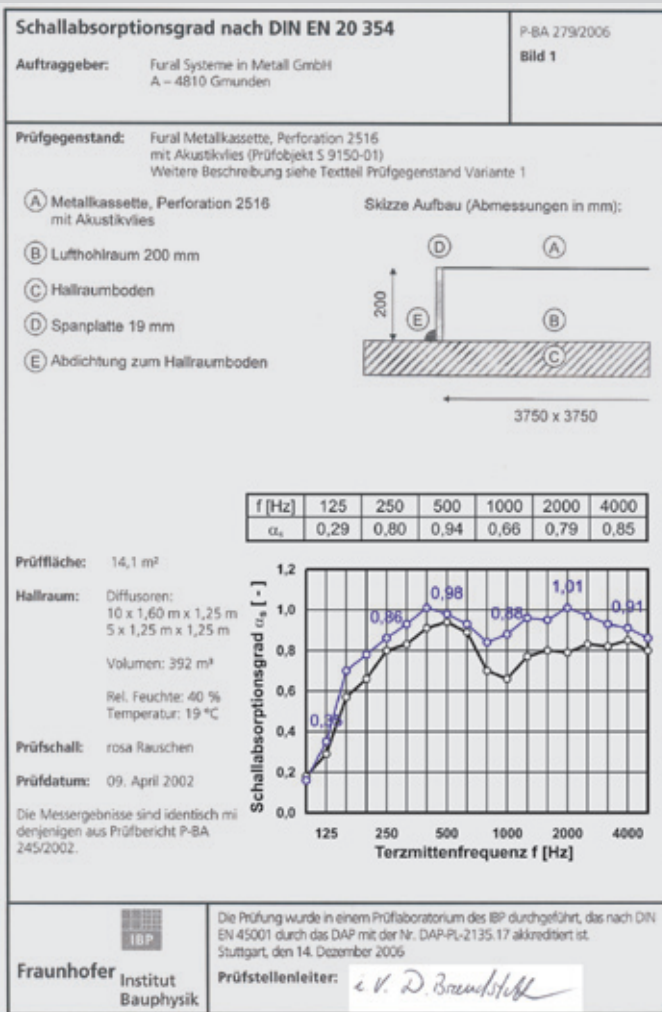 Schallabsorptionsgrad nach DIN EN 20 354
Auftraggeber: Fural Systeme in Metall GmbH
A – 4810 Gmunden
P-BA 279/2006
Bild 1
Prüfgegenstand: Fural Metallkassette, Perforation 2516
mit Akustikvlies (Prüfobjekt S 9150-01)
Weitere Beschreibung siehe Textteil Prüfgegenstand Variante 1
A Metallkassette, Perforation 2516
mit Akustikvlies
B Lufthohlraum 200 mm
C Hallraumboden
D Spanplatte 19 mm
E Abdichtung zum Hallraumboden
Skizze Aufbau (Abmessungen in mm):
D A
200
E B
C
3750 x 3750
f [Hz] 125 250 500 1000 2000 4000
αs 0,29 0,80 0,94 0,66 0,79 0,85
Prüffläche: 14,1 m²
Hallraum: Diffusoren:
10 x 1,60 m x 1,25 m
5 x 1,25 m x 1,25 m
Volumen: 392 m³
Rel. Feuchte: 40 %
Temperatur: 19 °C
Prüfschall: rosa Rauschen
Prüfdatum: 09. April 2002
Die Messergebnisse sind identisch mi
denjenigen aus Prüfbericht P-BA
245/2002.
Schallabsorptionsgrad αs [ - ]
1,2
1,0
0,8
0,6
0,4
0,2
0,0
0,35 0,86 0,98 0,88 1,01 0,91
125 250 500 1000 2000 4000
Terzmittenfrequenz f [Hz]
IBP
Fraunhofer Institut
Bauphysik
Die Prüfung wurde in einem Prüflaboratorium des IBP durchgeführt, das nach DIN
EN 45001 durch das DAP mit der Nr. DAP-PL-2135.17 akkreditiert ist.
Stuttgart, den 14. Dezember 2006
Prüfstellenleiter: i. V. D.